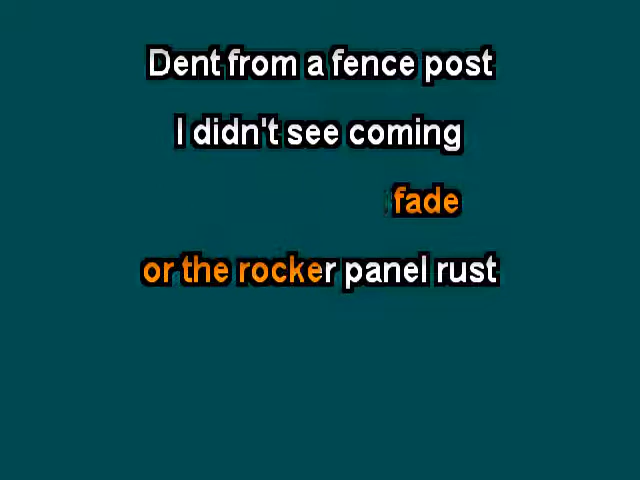 Dent from a fence post
I didn't see coming
fade
or the rocker panel rust